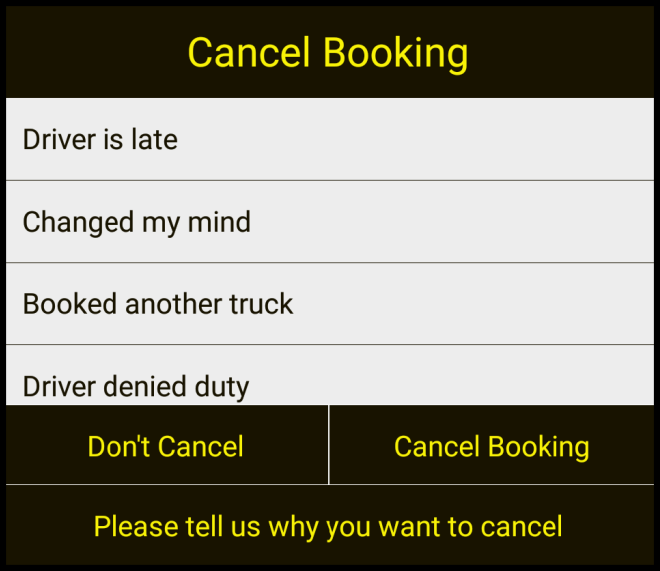 Cancel Booking
Driver is late
Changed my mind
Booked another truck
Driver denied duty
Don't Cancel
Cancel Booking
Please tell us why you want to cancel